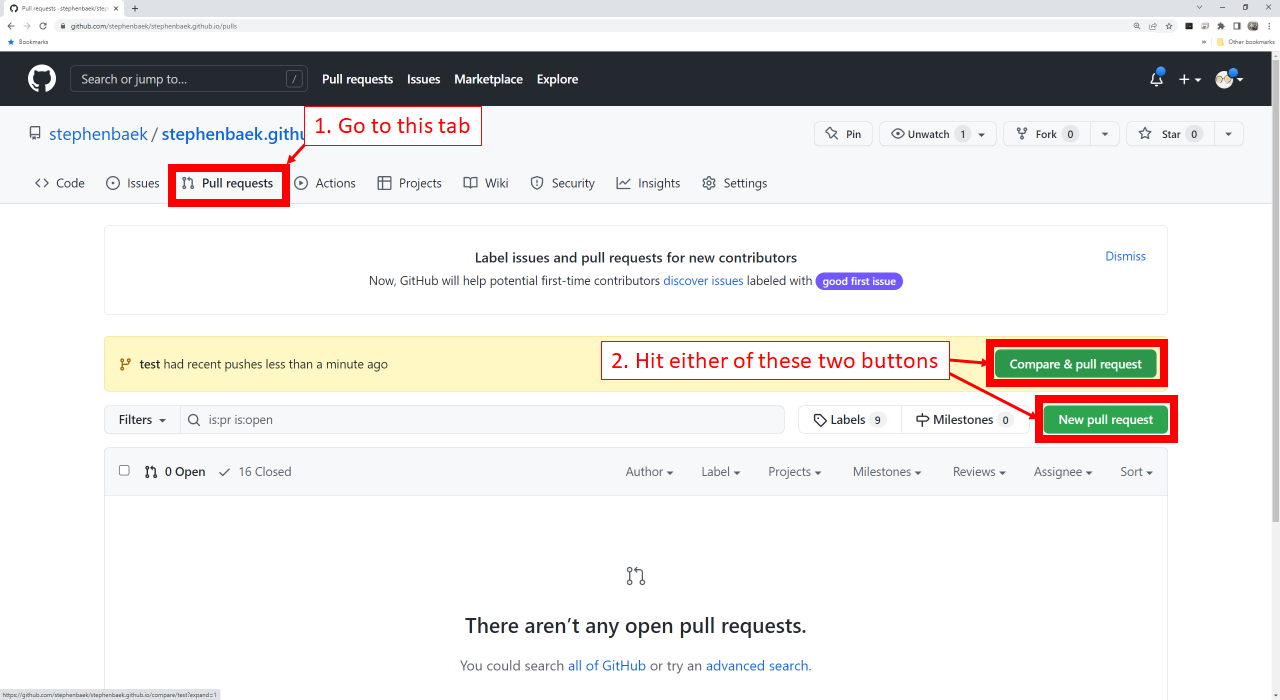 Pull requests · stephenbaek/step
github.com/stephenbaek/stephenbaek.github.io/pulls
Bookmarks
Other bookmarks
Search or jump to...
/
Pull requests
Issues
Marketplace
Explore
1. Go to this tab
stephenbaek / stephenbaek.githu
Pin
Unwatch 1
Fork 0
Star 0
Code
Issues
Pull requests
Actions
Projects
Wiki
Security
Insights
Settings
Label issues and pull requests for new contributors
Dismiss
Now, GitHub will help potential first-time contributors discover issues labeled with good first issue
test had recent pushes less than a minute ago
2. Hit either of these two buttons
Compare & pull request
Filters
is:pr is:open
Labels 9
Milestones 0
New pull request
0 Open
16 Closed
Author
Label
Projects
Milestones
Reviews
Assignee
Sort
There aren’t any open pull requests.
You could search all of GitHub or try an advanced search.
https://github.com/stephenbaek/stephenbaek.github.io/compare/test?expand=1